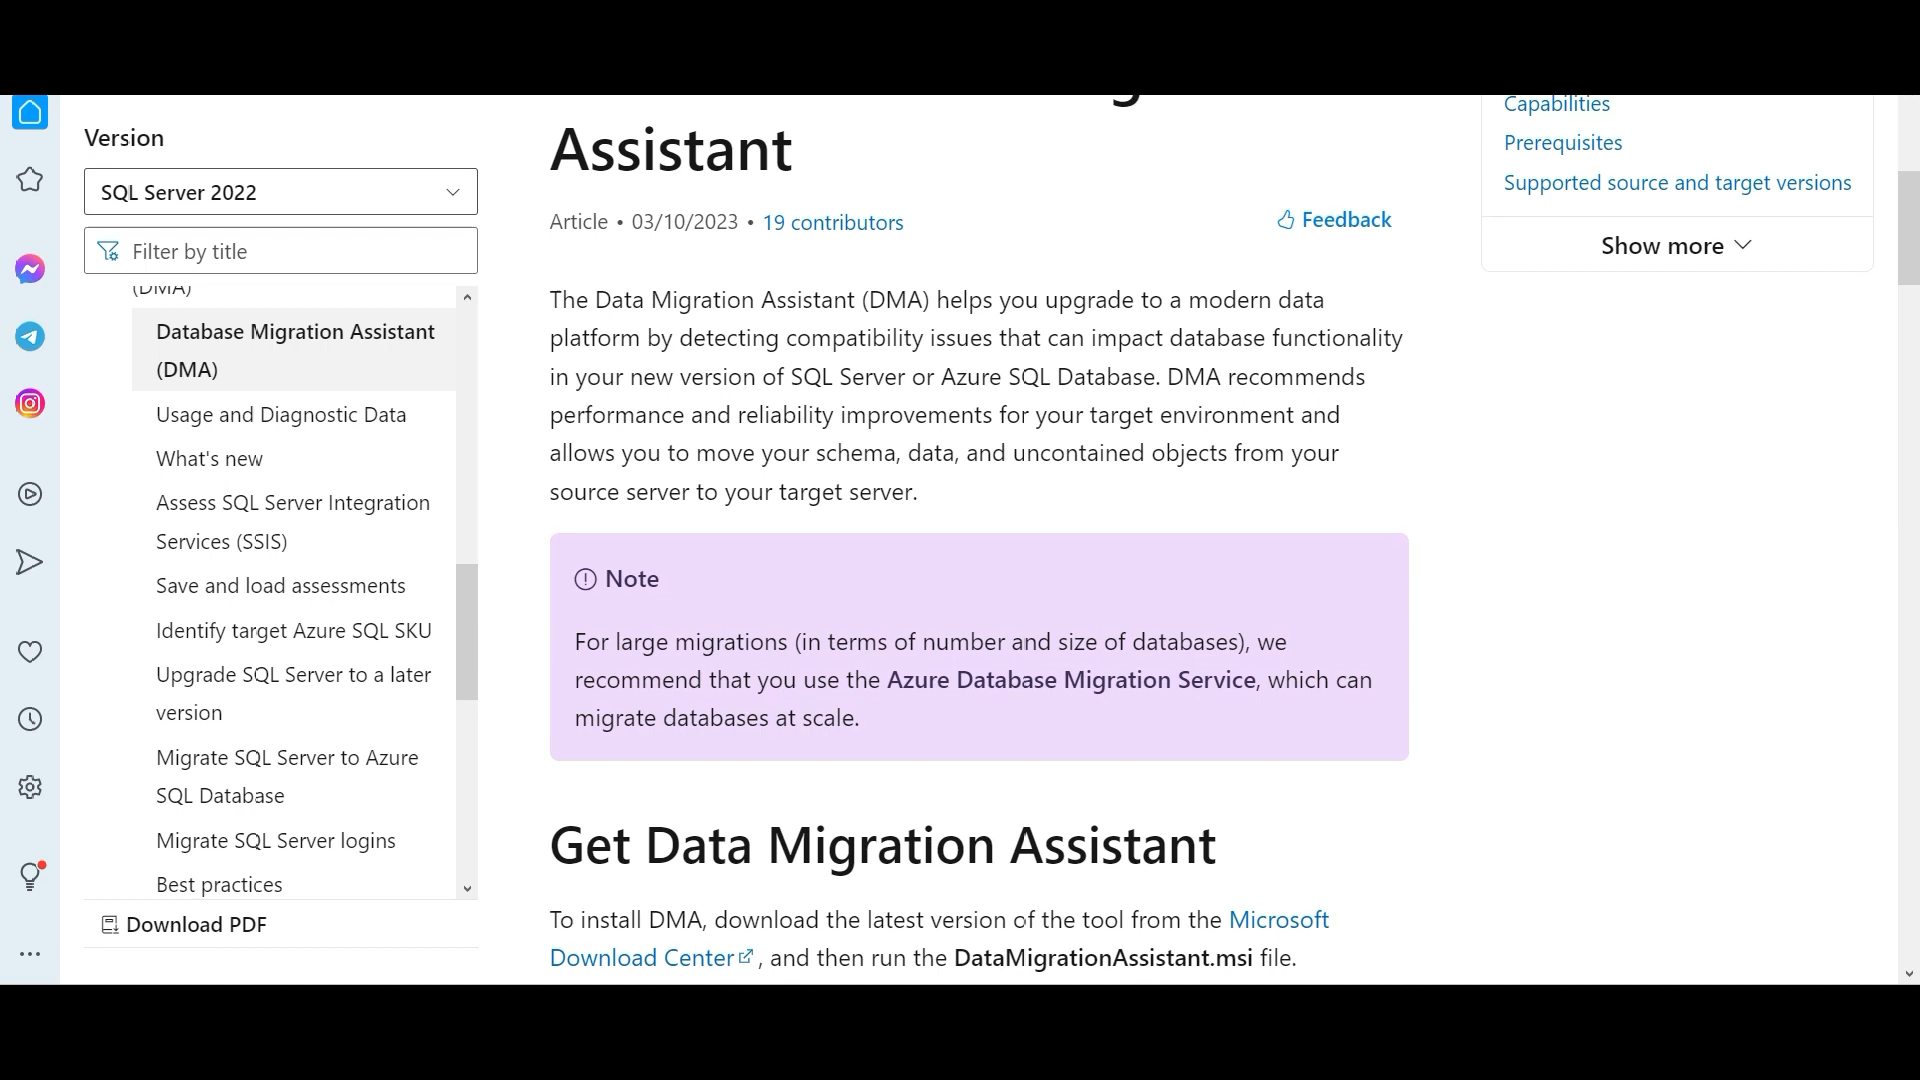 Version
SQL Server 2022
Filter by title
(DMA)
Database Migration Assistant
(DMA)
Usage and Diagnostic Data
What's new
Assess SQL Server Integration
Services (SSIS)
Save and load assessments
Identify target Azure SQL SKU
Upgrade SQL Server to a later
version
Migrate SQL Server to Azure
SQL Database
Migrate SQL Server logins
Best practices
Download PDF
Assistant
Article • 03/10/2023 • 19 contributors
Feedback
The Data Migration Assistant (DMA) helps you upgrade to a modern data
platform by detecting compatibility issues that can impact database functionality
in your new version of SQL Server or Azure SQL Database. DMA recommends
performance and reliability improvements for your target environment and
allows you to move your schema, data, and uncontained objects from your
source server to your target server.
Note
For large migrations (in terms of number and size of databases), we
recommend that you use the Azure Database Migration Service, which can
migrate databases at scale.
Get Data Migration Assistant
To install DMA, download the latest version of the tool from the Microsoft
Download Center , and then run the DataMigrationAssistant.msi file.
Capabilities
Prerequisites
Supported source and target versions
Show more